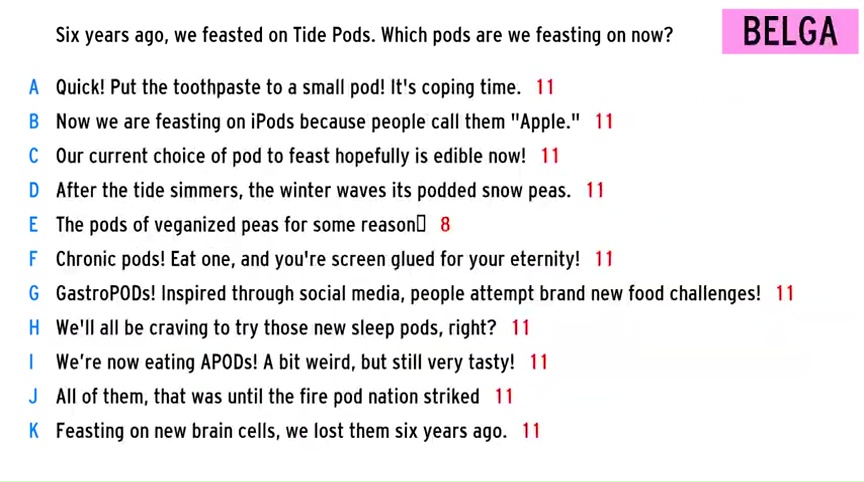 Six years ago, we feasted on Tide Pods. Which pods are we feasting on now?
BELGA
A Quick! Put the toothpaste to a small pod! It's coping time. 11
B Now we are feasting on iPods because people call them "Apple." 11
C Our current choice of pod to feast hopefully is edible now! 11
D After the tide simmers, the winter waves its podded snow peas. 11
E The pods of veganized peas for some reason▯ 8
F Chronic pods! Eat one, and you're screen glued for your eternity! 11
G GastroPODs! Inspired through social media, people attempt brand new food challenges! 11
H We'll all be craving to try those new sleep pods, right? 11
I We’re now eating APODs! A bit weird, but still very tasty! 11
J All of them, that was until the fire pod nation striked 11
K Feasting on new brain cells, we lost them six years ago. 11